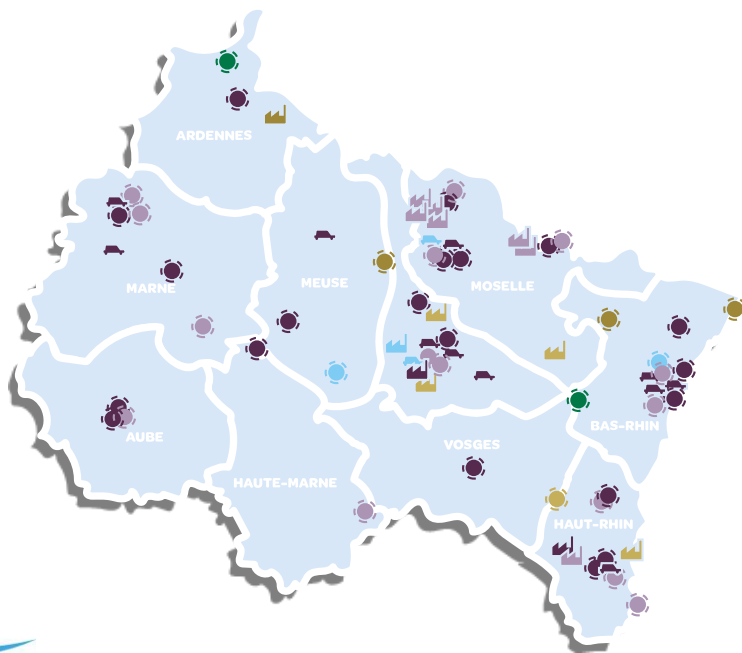 ARDENNES
MARNE
MEUSE
MOSELLE
BAS-RHIN
AUBE
VOSGES
HAUTE-MARNE
HAUT-RHIN